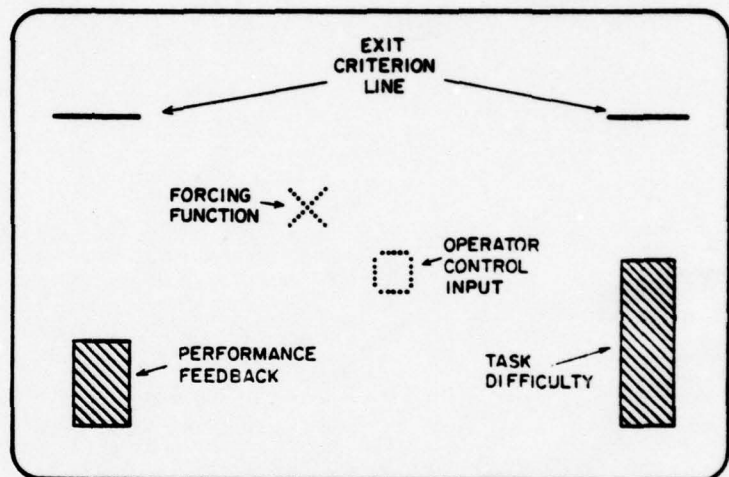 EXIT
CRITERION
LINE
FORCING
FUNCTION
OPERATOR
CONTROL
INPUT
PERFORMANCE
FEEDBACK
TASK
DIFFICULTY